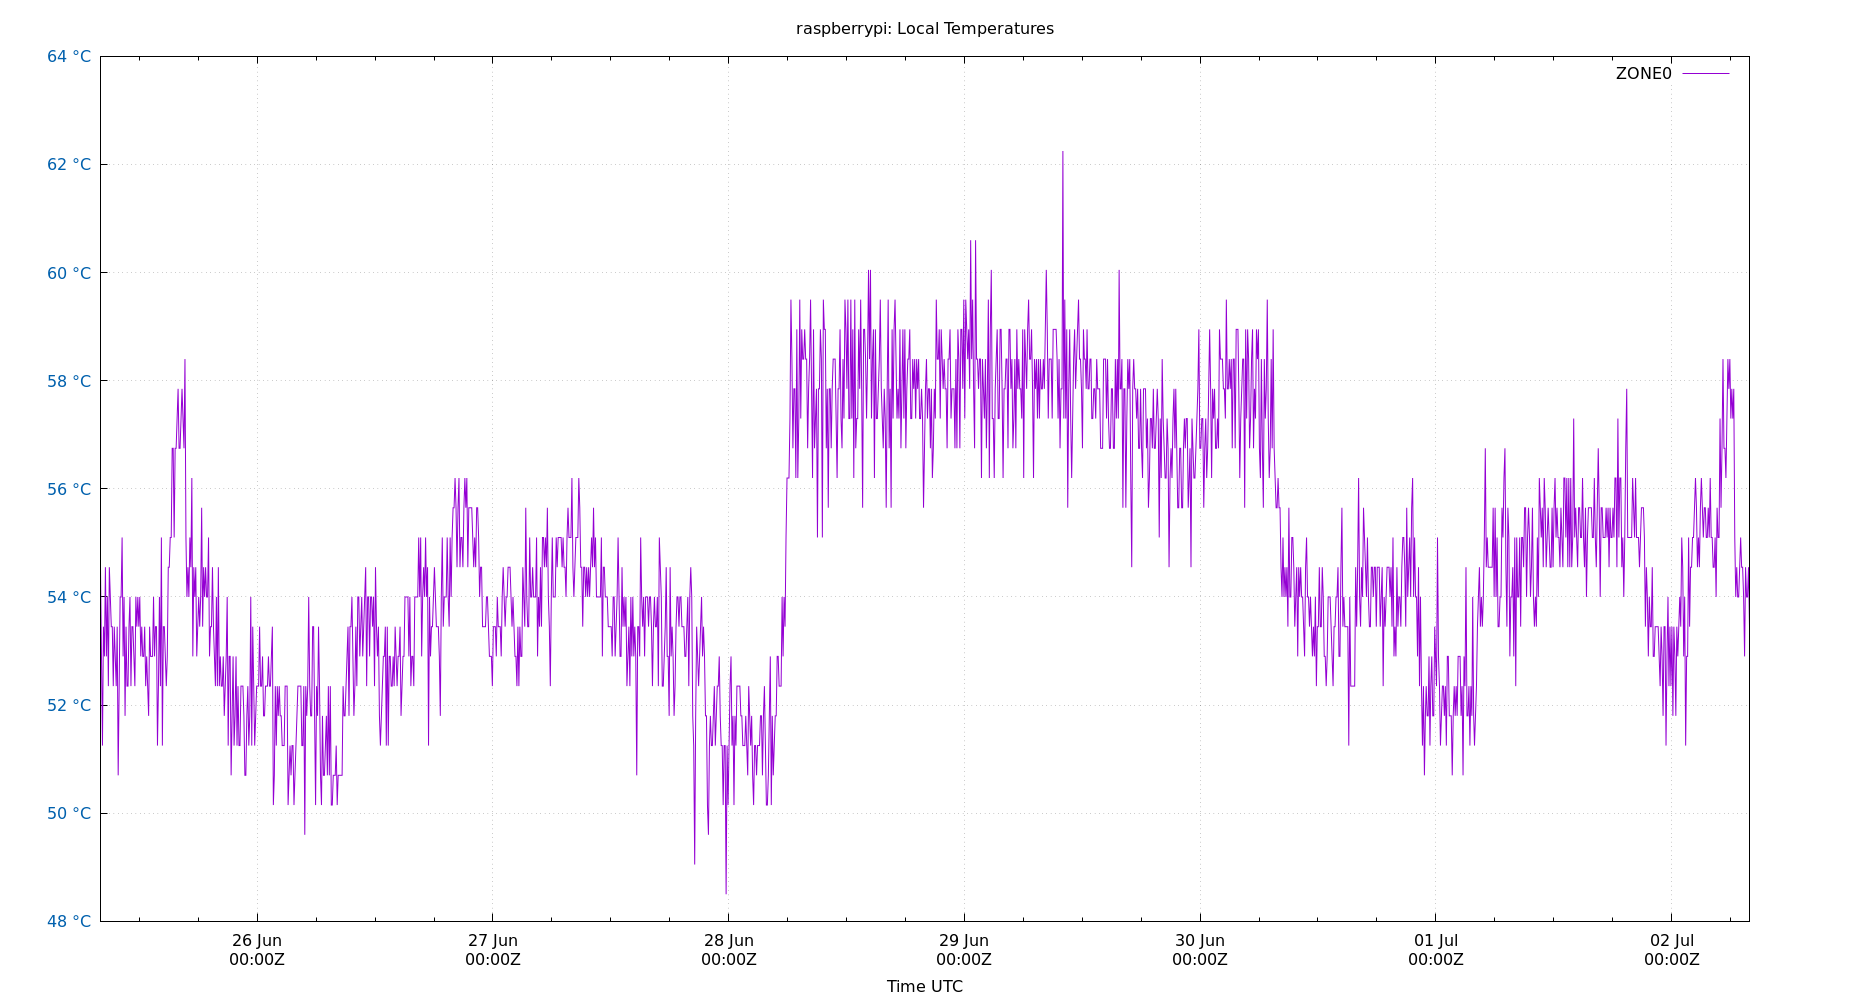 raspberrypi: Local Temperatures
64 °C
ZONE0
62 °C
60 °C
58 °C
56 °C
54 °C
52 °C
50 °C
48 °C
26 Jun 27 Jun 28 Jun 29 Jun 30 Jun 01 Jul 02 Jul
00:00Z 00:00Z 00:00Z 00:00Z 00:00Z 00:00Z 00:00Z
Time UTC